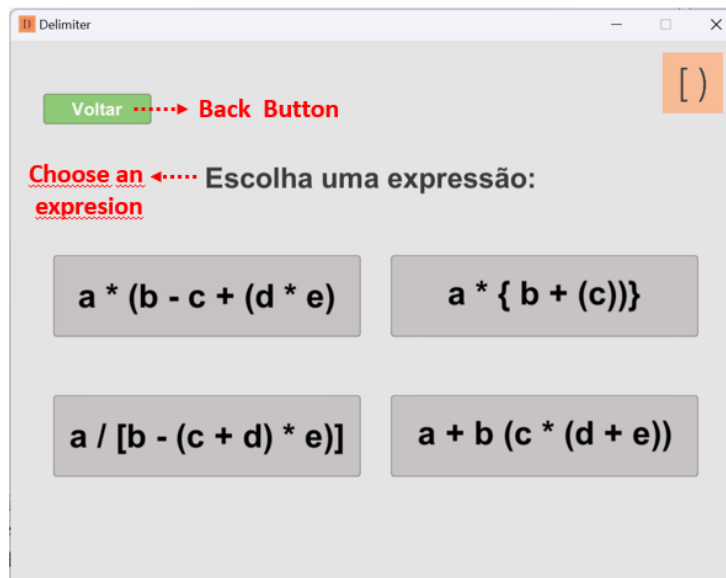 D Delimiter
[ )
Voltar
Back Button
Choose an
expresion
Escolha uma expressão:
a * (b - c + (d * e)
a * { b + (c))}
a / [b - (c + d) * e)]
a + b (c * (d + e))